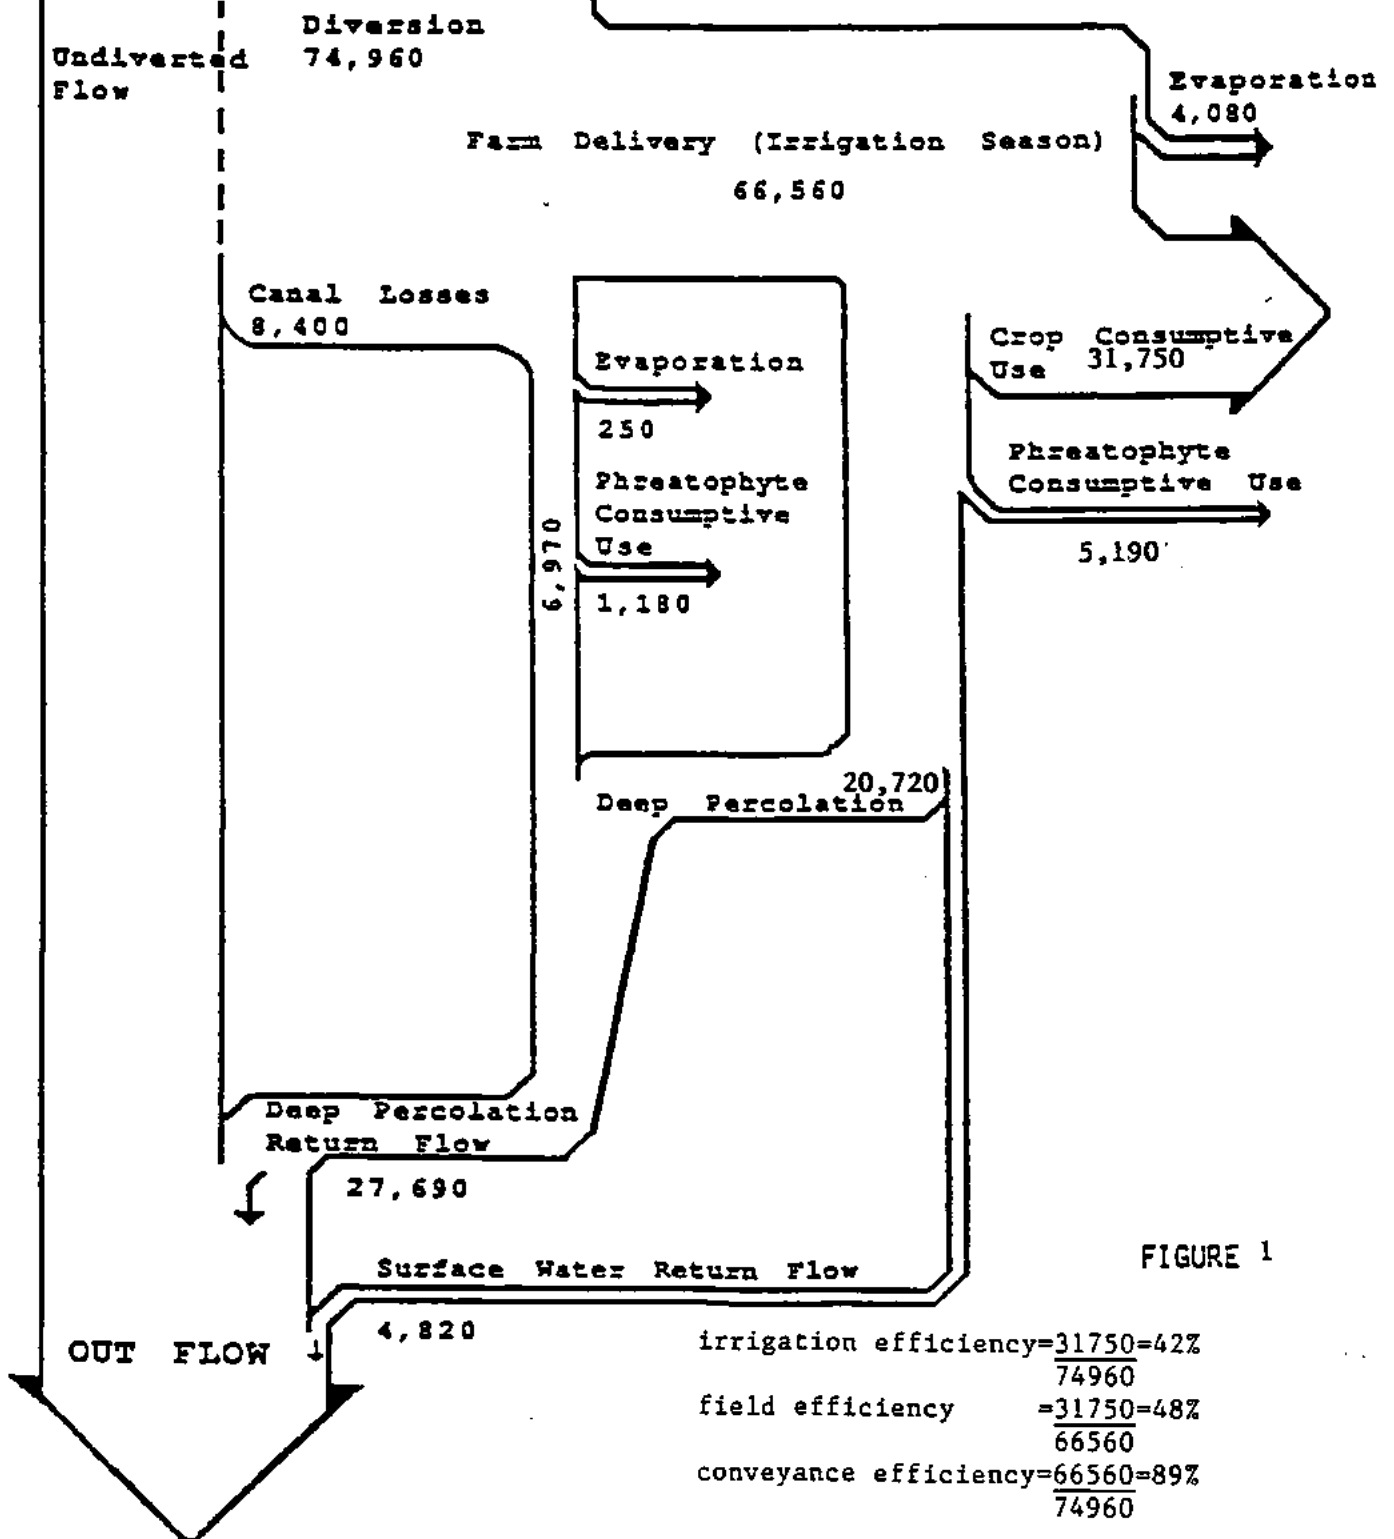 Diversion
74,960
Undiverted
Flow
Evaporation
4,080
Farm Delivery (Irrigation Season)
66,560
Canal Losses
8,400
Evaporation
250
Phreatophyte
Consumptive
Use
1,180
6,970
Crop Consumptive
Use 31,750
Phreatophyte
Consumptive Use
5,190
20,720
Deep Percolation
Deep Percolation
Return Flow
27,690
Surface Water Return Flow
4,820
OUT FLOW
FIGURE 1
irrigation efficiency=31750=42%
74960
field efficiency =31750=48%
66560
conveyance efficiency=66560=89%
74960